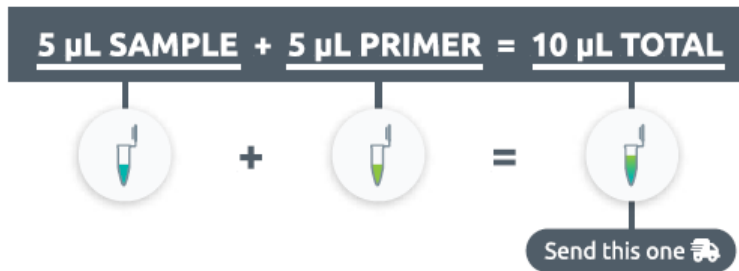 5 µL SAMPLE + 5 µL PRIMER = 10 µL TOTAL
+ =
Send this one